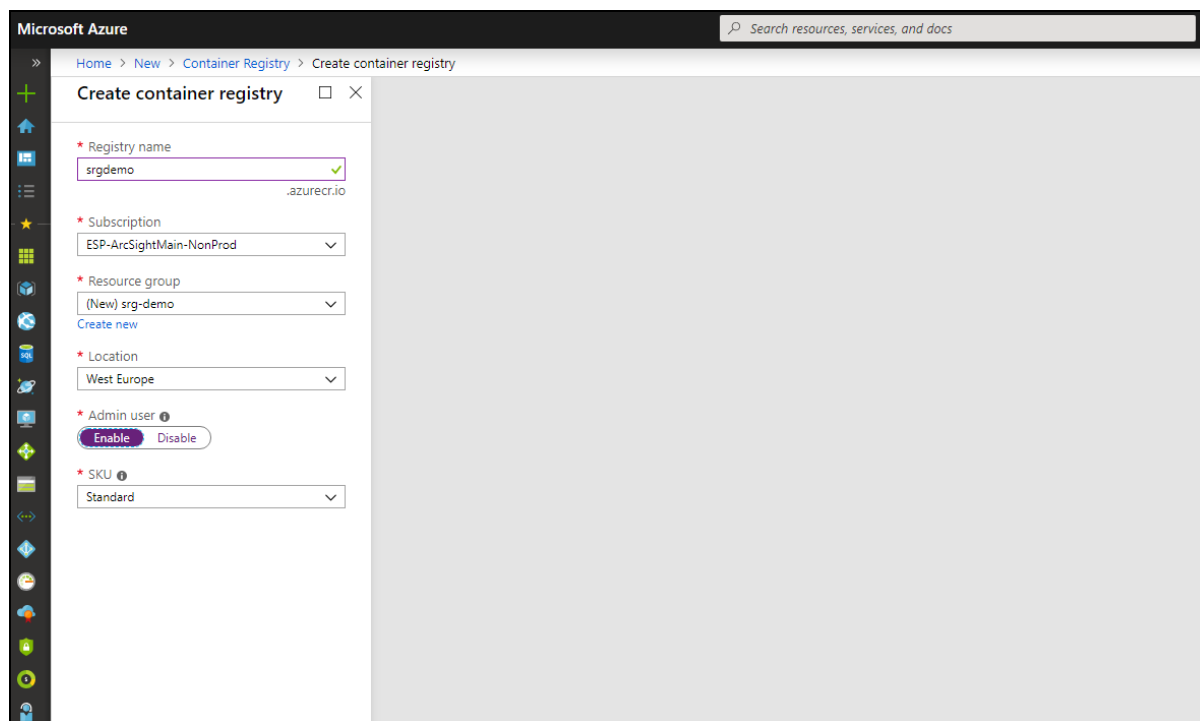 Microsoft Azure
Search resources, services, and docs
Home > New > Container Registry > Create container registry
Create container registry
* Registry name
srgdemo
.azurecr.io
* Subscription
ESP-ArcSightMain-NonProd
* Resource group
(New) srg-demo
Create new
* Location
West Europe
* Admin user
Enable Disable
* SKU
Standard
SQL